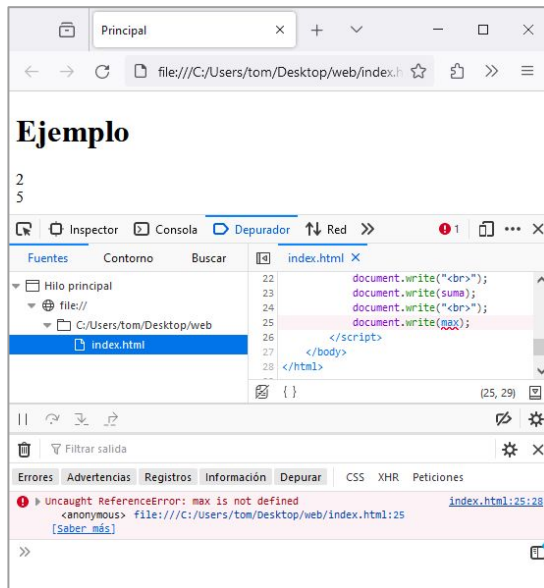 Principal
file:///C:/Users/tom/Desktop/web/index.h
Ejemplo
2
5
Inspector Consola Depurador Red 1
Fuentes Contorno Buscar index.html
Hilo principal
file://
C:/Users/tom/Desktop/web
index.html
22 document.write("<br>");
23 document.write(suma);
24 document.write("<br>");
25 document.write(max);
26 </script>
27 </body>
28 </html>
{ } (25, 29)
Filtrar salida
Errores Advertencias Registros Información Depurar CSS XHR Peticiones
Uncaught ReferenceError: max is not defined index.html:25:28
<anonymous> file:///C:/Users/tom/Desktop/web/index.html:25
[Saber más]